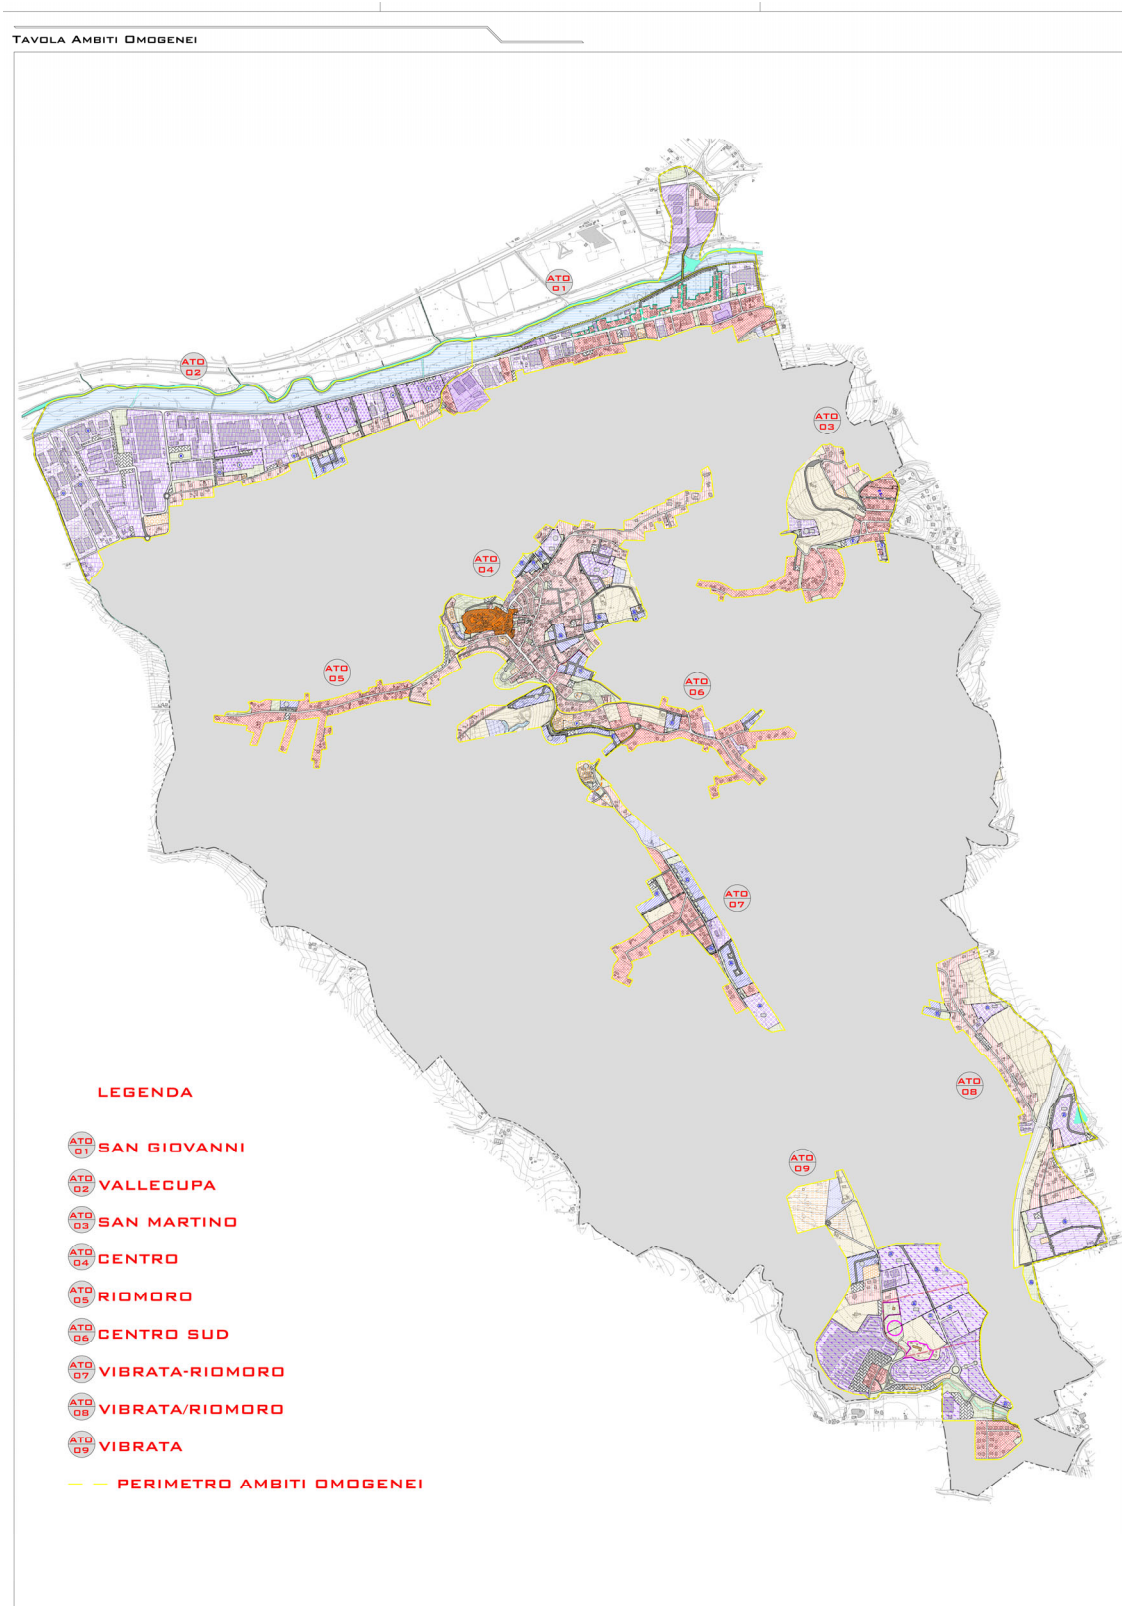 TAVOLA AMBITI OMOGENEI
ATO
01
ATO
02
ATO
03
ATO
04
ATO
05
ATO
06
ATO
07
ATO
08
ATO
09
LEGENDA
ATO 01 SAN GIOVANNI
ATO 02 VALLECUPA
ATO 03 SAN MARTINO
ATO 04 CENTRO
ATO 05 RIOMORO
ATO 06 CENTRO SUD
ATO 07 VIBRATA-RIOMORO
ATO 08 VIBRATA/RIOMORO
ATO 09 VIBRATA
PERIMETRO AMBITI OMOGENEI